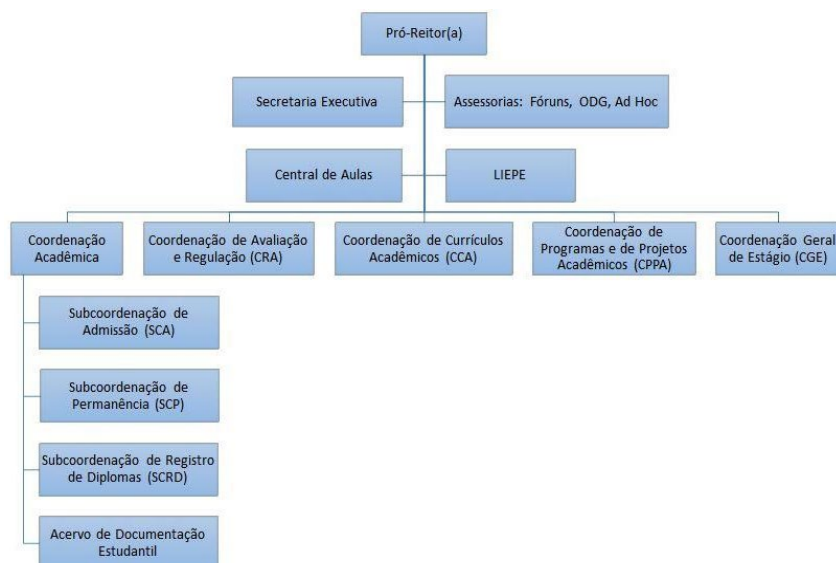 Pró-Reitor(a)
Secretaria Executiva
Assessorias: Fóruns, ODG, Ad Hoc
Central de Aulas
LIEPE
Coordenação
Acadêmica
Coordenação de Avaliação
e Regulação (CRA)
Coordenação de Currículos
Acadêmicos (CCA)
Coordenação de
Programas e de Projetos
Acadêmicos (CPPA)
Coordenação Geral
de Estágio (CGE)
Subcoordenação de
Admissão (SCA)
Subcoordenação de
Permanência (SCP)
Subcoordenação de Registro
de Diplomas (SCRD)
Acervo de Documentação
Estudantil